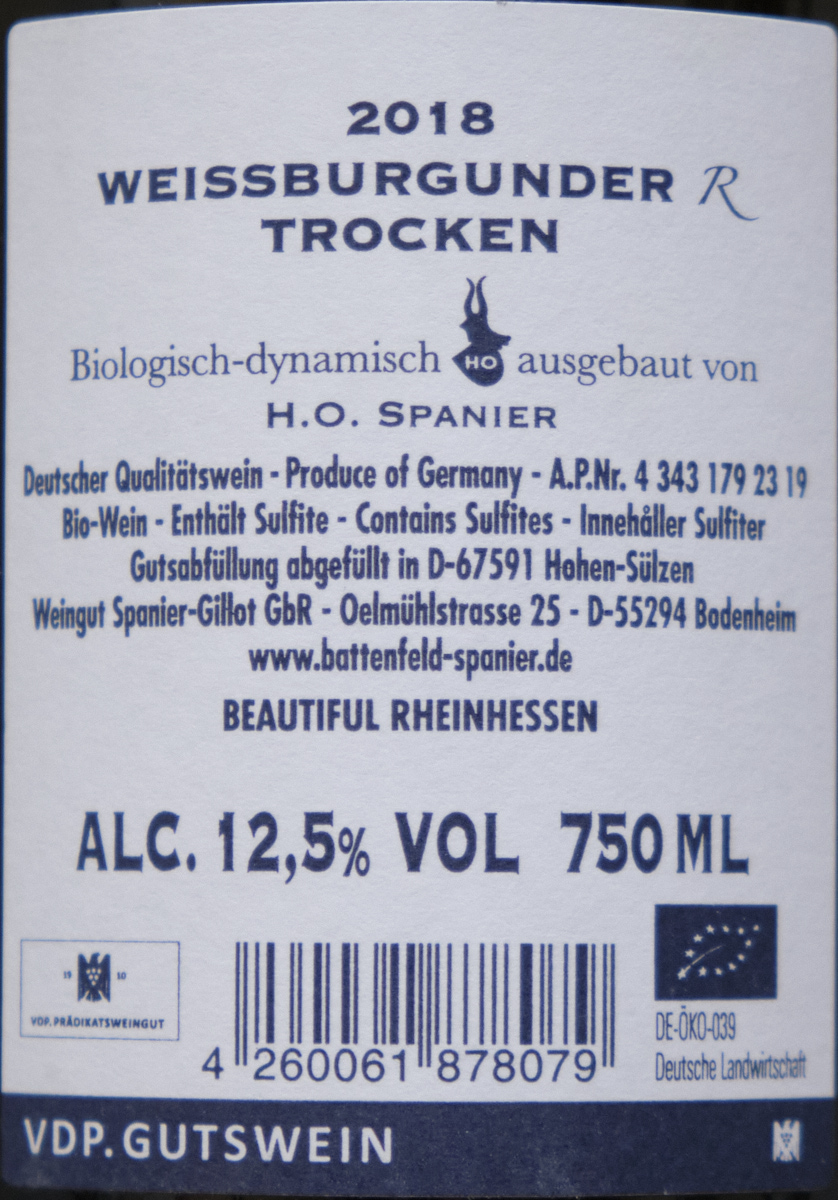 2018
WEISSBURGUNDER R
TROCKEN
Biologisch-dynamisch HO ausgebaut von
H.O. SPANIER
Deutscher Qualitätswein - Produce of Germany - A.P.Nr. 4 343 179 23 19
Bio-Wein - Enthält Sulfite - Contains Sulfites - Innehåller Sulfiter
Gutsabfüllung abgefüllt in D-67591 Hohen-Sülzen
Weingut Spanier-Gillot GbR - Oelmühlstrasse 25 - D-55294 Bodenheim
www.battenfeld-spanier.de
BEAUTIFUL RHEINHESSEN
ALC. 12,5% VOL 750 ML
19 10
VDP. PRÄDIKATSWEINGUT
4 260061 878079
DE-ÖKO-039
Deutsche Landwirtschaft
VDP. GUTSWEIN